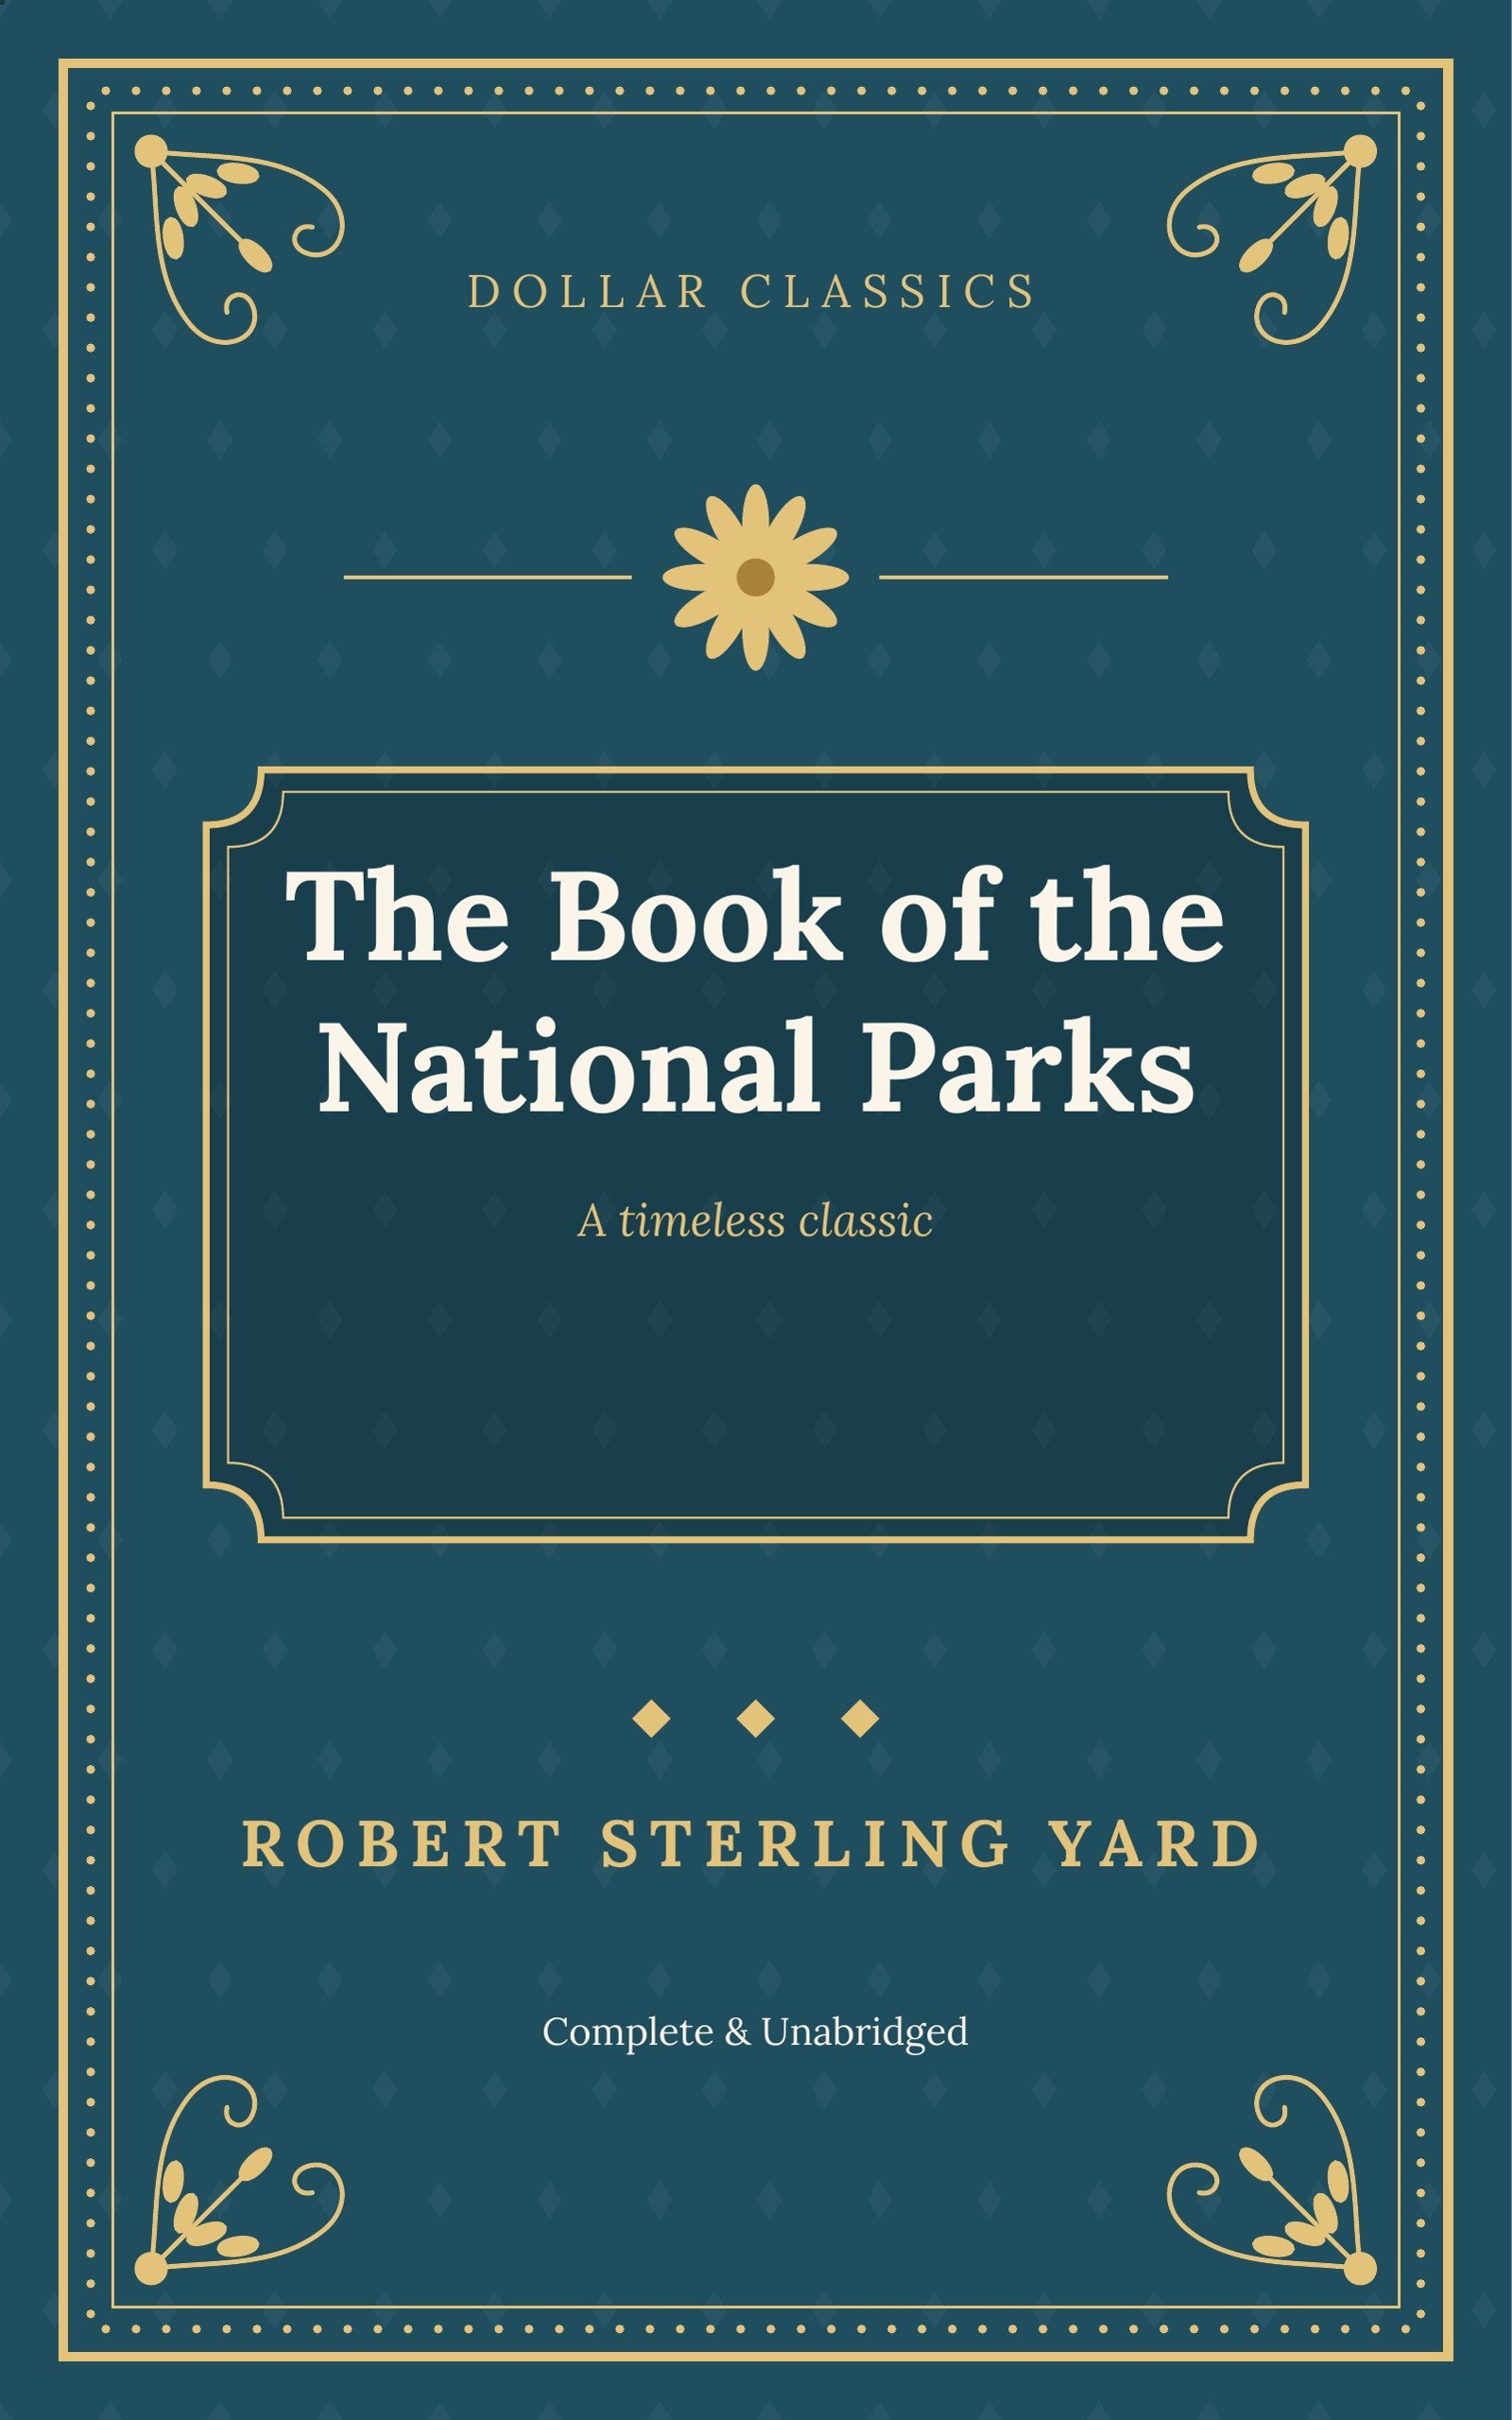 DOLLAR CLASSICS
The Book of the
National Parks
A timeless classic
ROBERT STERLING YARD
Complete & Unabridged